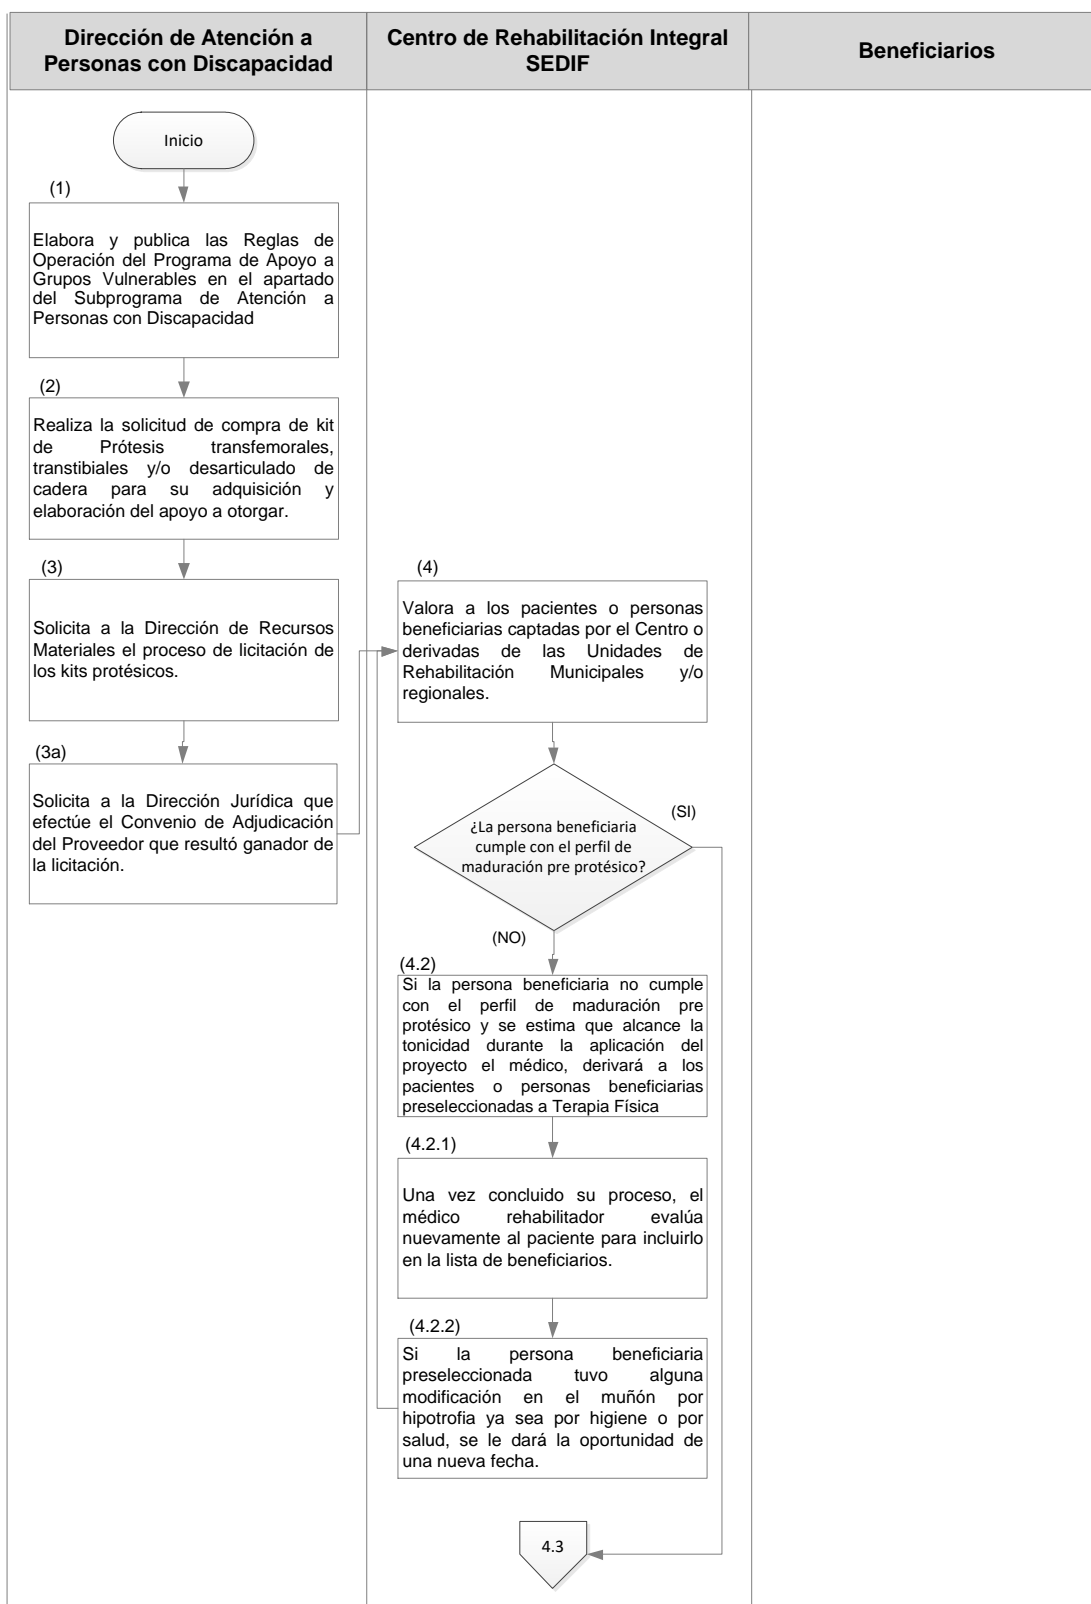 Dirección de Atención a
Personas con Discapacidad
Centro de Rehabilitación Integral
SEDIF
Beneficiarios
Inicio
(1)
Elabora y publica las Reglas de
Operación del Programa de Apoyo a
Grupos Vulnerables en el apartado
del Subprograma de Atención a
Personas con Discapacidad
(2)
Realiza la solicitud de compra de kit
de Prótesis transfemorales,
transtibiales y/o desarticulado de
cadera para su adquisición y
elaboración del apoyo a otorgar.
(3)
Solicita a la Dirección de Recursos
Materiales el proceso de licitación de
los kits protésicos.
(3a)
Solicita a la Dirección Jurídica que
efectúe el Convenio de Adjudicación
del Proveedor que resultó ganador de
la licitación.
(4)
Valora a los pacientes o personas
beneficiarias captadas por el Centro o
derivadas de las Unidades de
Rehabilitación Municipales y/o
regionales.
¿La persona beneficiaria
cumple con el perfil de
maduración pre protésico?
(SI)
(NO)
(4.2)
Si la persona beneficiaria no cumple
con el perfil de maduración pre
protésico y se estima que alcance la
tonicidad durante la aplicación del
proyecto el médico, derivará a los
pacientes o personas beneficiarias
preseleccionadas a Terapia Física
(4.2.1)
Una vez concluido su proceso, el
médico rehabilitador evalúa
nuevamente al paciente para incluirlo
en la lista de beneficiarios.
(4.2.2)
Si la persona beneficiaria
preseleccionada tuvo alguna
modificación en el muñón por
hipotrofia ya sea por higiene o por
salud, se le dará la oportunidad de
una nueva fecha.
4.3